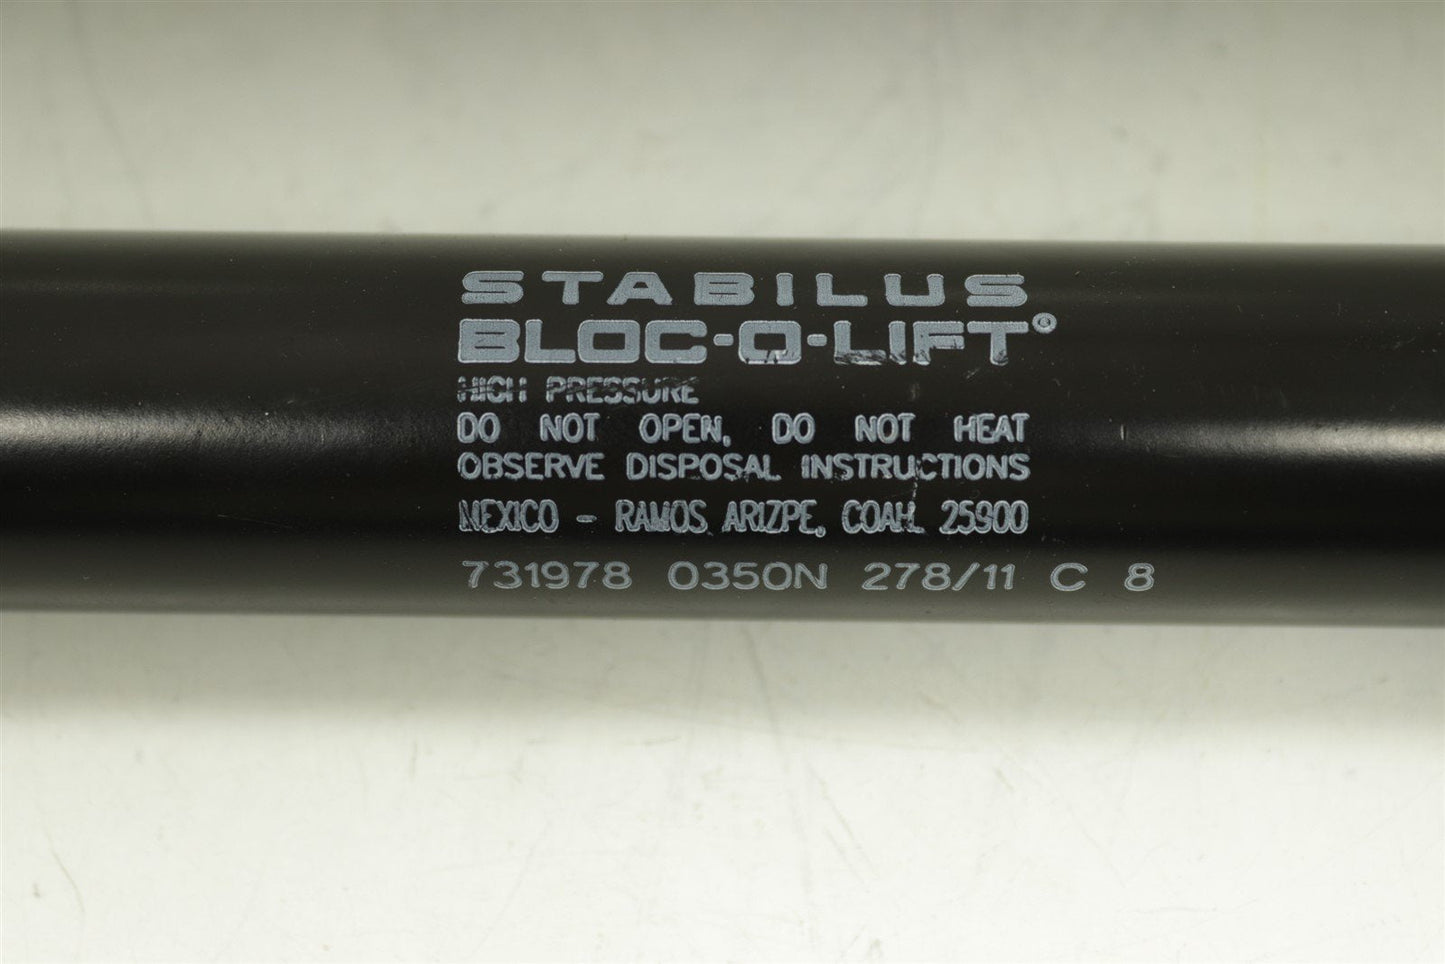 STABILUS
BLOC-O-LIFT®
HIGH PRESSURE
DO NOT OPEN, DO NOT HEAT
OBSERVE DISPOSAL INSTRUCTIONS
MEXICO - RAMOS ARIZPE, COAH. 25900
731978 0350N 278/11 C 8